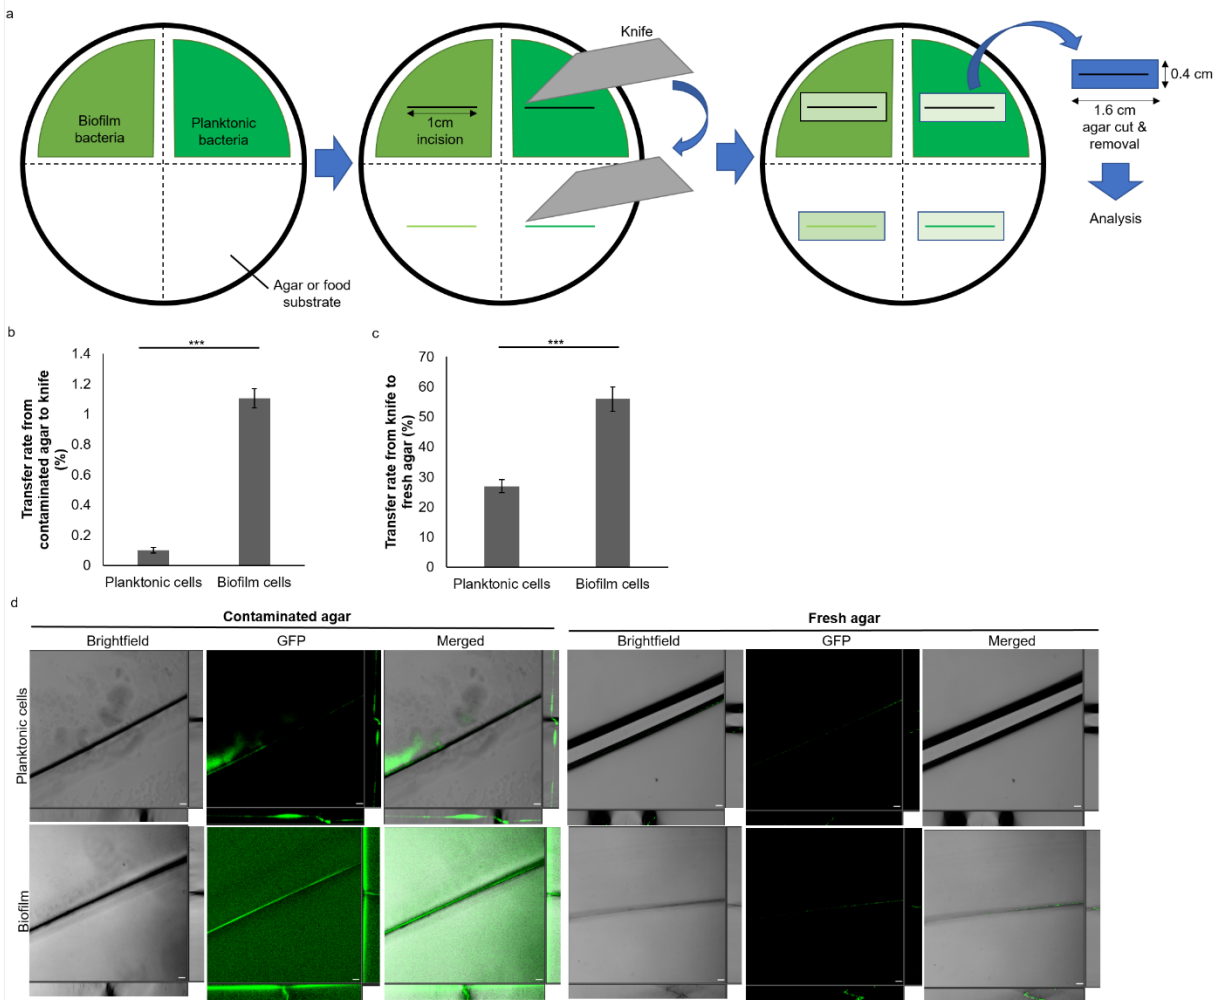 a
Knife
Biofilm
bacteria
Planktonic
bacteria
1cm
incision
0.4 cm
1.6 cm
agar cut &
removal
Analysis
Agar or food
substrate
b
***
Transfer rate from
contaminated agar to knife
(%)
1.4
1.2
1
0.8
0.6
0.4
0.2
0
Planktonic cells
Biofilm cells
c
***
Transfer rate from knife to
fresh agar (%)
70
60
50
40
30
20
10
0
Planktonic cells
Biofilm cells
d
Contaminated agar
Fresh agar
Brightfield
GFP
Merged
Brightfield
GFP
Merged
Planktonic cells
Biofilm